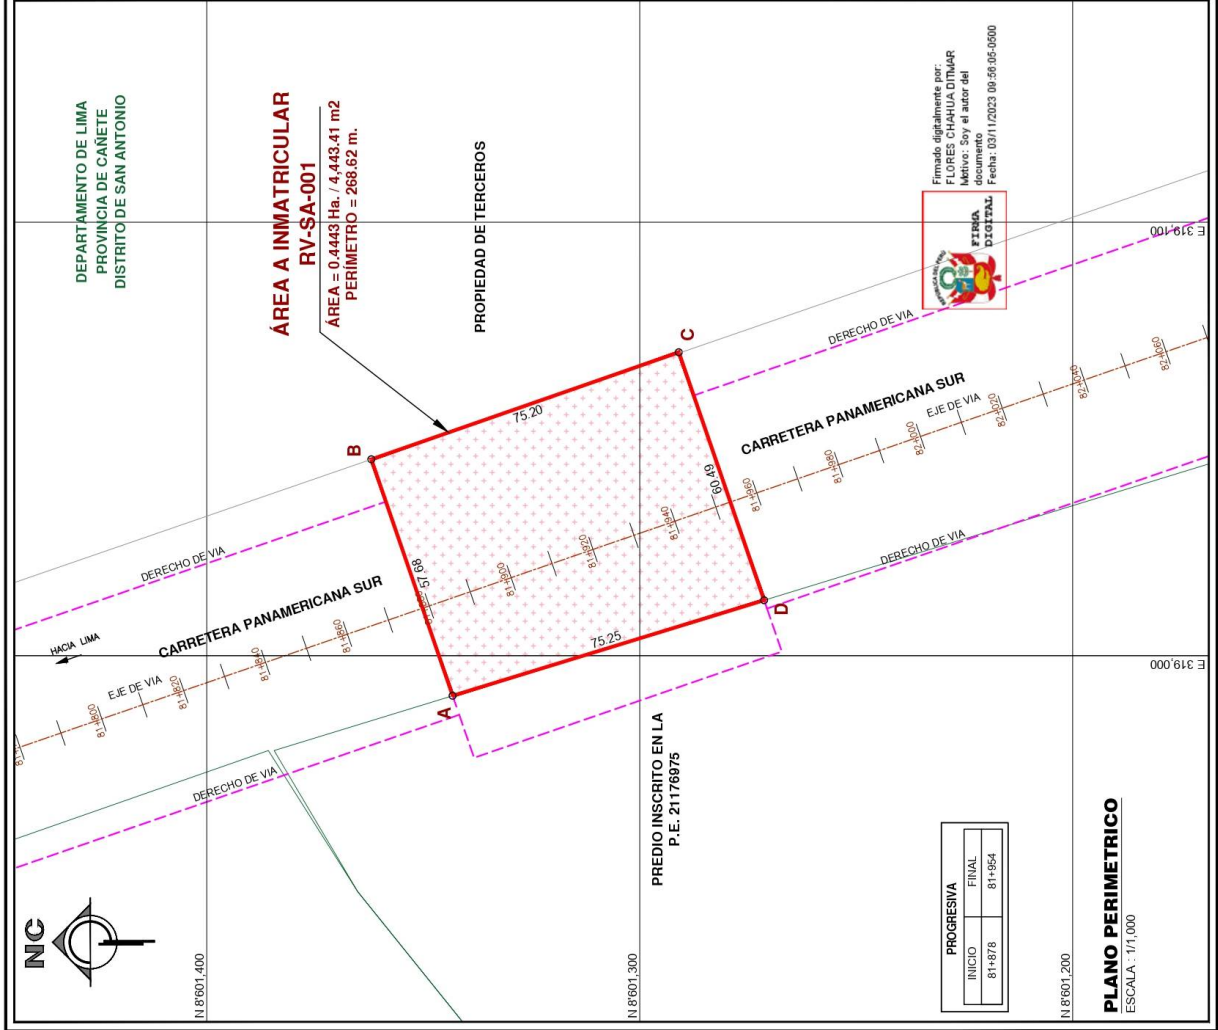 DEPARTAMENTO DE LIMA
PROVINCIA DE CAÑETE
DISTRITO DE SAN ANTONIO
ÁREA A INMATRICULAR
RV-SA-001
ÁREA = 0.4443 Ha. / 4,443.41 m2
PERÍMETRO = 268.62 m.
PROPIEDAD DE TERCEROS
Firmado digitalmente por:
FLORES CHAHUA DITMAR
Motivo: Soy el autor del
documento
Fecha: 03/11/2023 09:56:05-0500
REPUBLICA DEL PERU
FIRMA
DIGITAL
E 319,100
B
C
75.20
57.68
60.49
75.25
A
D
DERECHO DE VIA
CARRETERA PANAMERICANA SUR
HACIA LIMA
EJE DE VIA
81+800
81+820
81+840
81+860
81+900
81+920
81+940
81+960
81+980
82+000
82+020
82+040
82+060
DERECHO DE VIA
CARRETERA PANAMERICANA SUR
EJE DE VIA
DERECHO DE VIA
DERECHO DE VIA
E 319,000
PREDIO INSCRITO EN LA
P.E. 21176975
NC
N 8'601,400
N 8'601,300
N 8'601,200
PROGRESIVA
INICIO FINAL
81+878 81+954
PLANO PERIMETRICO
ESCALA : 1/1,000